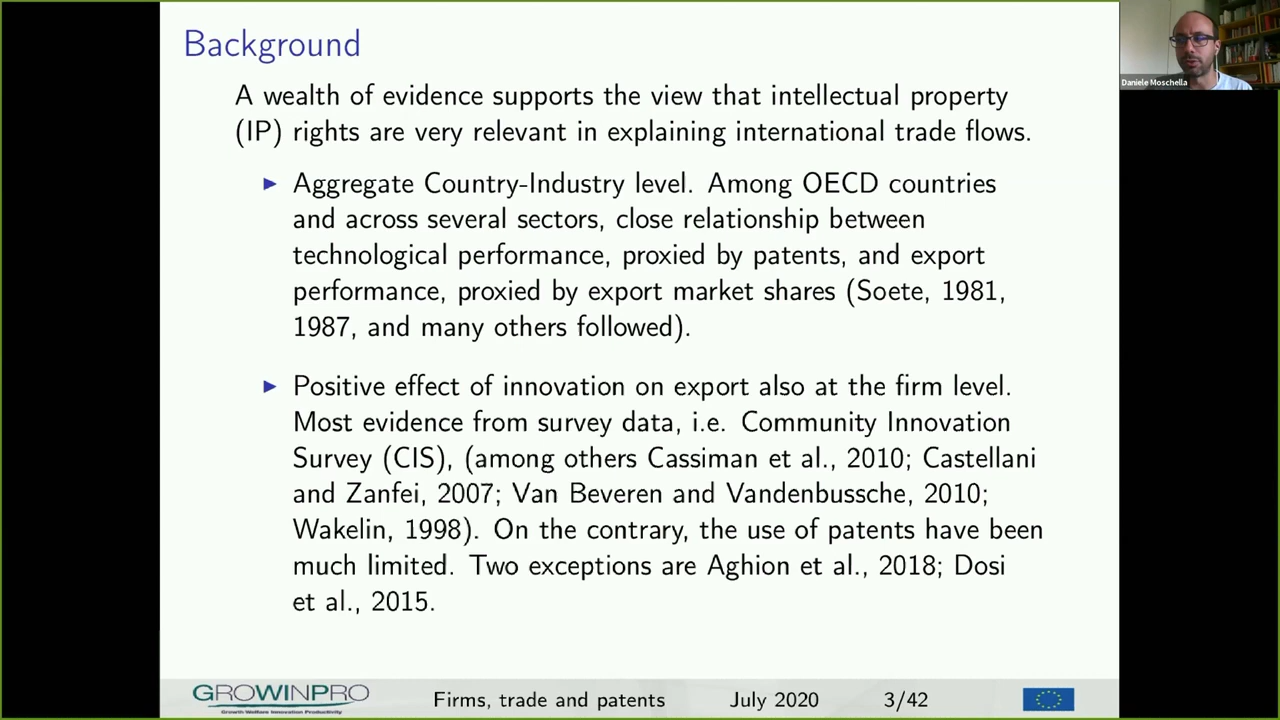 Background
A wealth of evidence supports the view that intellectual property
(IP) rights are very relevant in explaining international trade flows.
▶ Aggregate Country-Industry level. Among OECD countries
and across several sectors, close relationship between
technological performance, proxied by patents, and export
performance, proxied by export market shares (Soete, 1981,
1987, and many others followed).
▶ Positive effect of innovation on export also at the firm level.
Most evidence from survey data, i.e. Community Innovation
Survey (CIS), (among others Cassiman et al., 2010; Castellani
and Zanfei, 2007; Van Beveren and Vandenbussche, 2010;
Wakelin, 1998). On the contrary, the use of patents have been
much limited. Two exceptions are Aghion et al., 2018; Dosi
et al., 2015.
GROWINPRO
Growth Welfare Innovation Productivity
Firms, trade and patents July 2020 3/42
Daniele Moschella